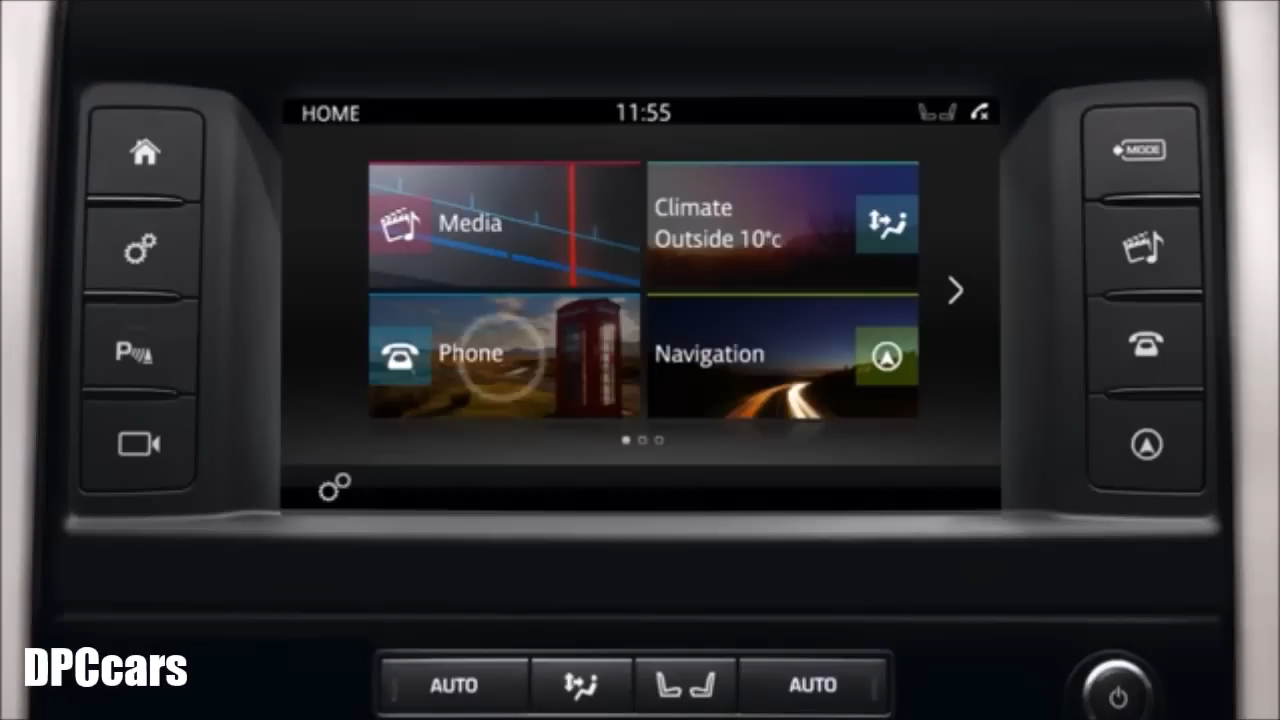 HOME
11:55
Media
Climate
Outside 10°c
Phone
Navigation
P
MODE
AUTO
AUTO
DPCcars